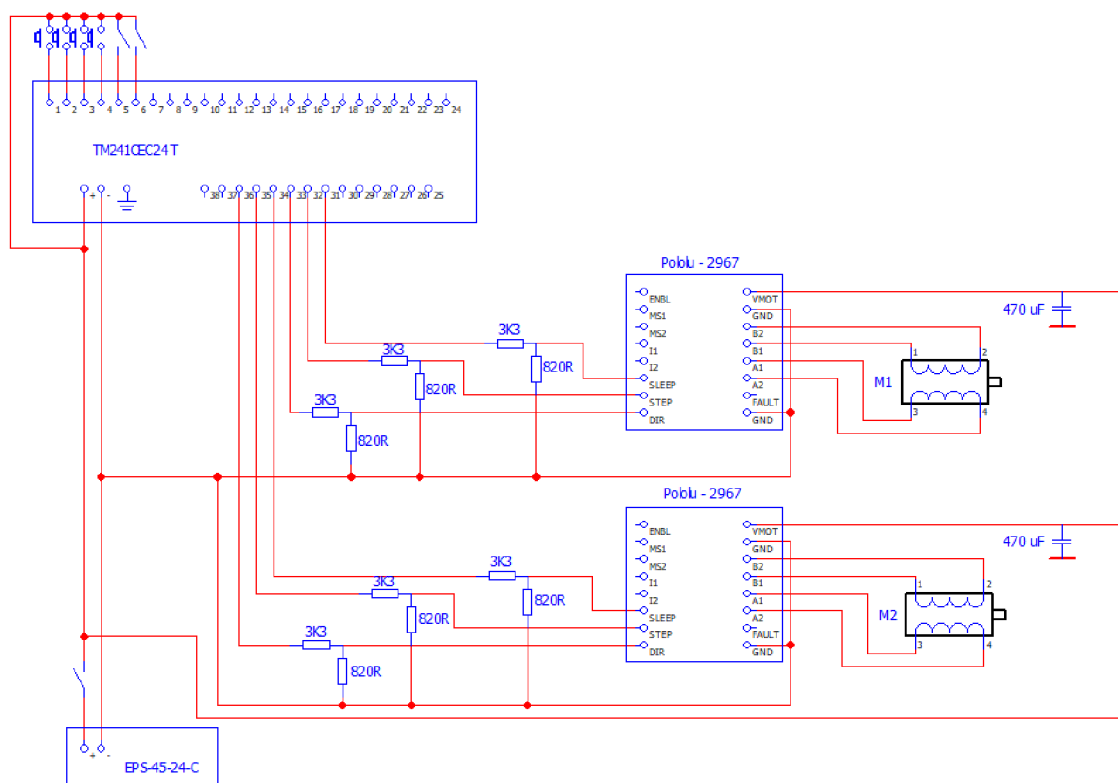 1 2 3 4 5 6 7 8 9 10 11 12 13 14 15 16 17 18 19 20 21 22 23 24
TM241CEC24T
+ -
38 37 36 35 34 33 32 31 30 29 28 27 26 25
Pololu - 2967
ENBL VMOT
MS1 GND
MS2 B2
I1 B1
I2 A1
SLEEP A2
STEP FAULT
DIR GND
470 uF
3K3
820R
3K3
820R
3K3
820R
M1
1 2
3 4
Pololu - 2967
ENBL VMOT
MS1 GND
MS2 B2
I1 B1
I2 A1
SLEEP A2
STEP FAULT
DIR GND
470 uF
3K3
820R
3K3
820R
3K3
820R
M2
1 2
3 4
+ -
EPS-45-24-C